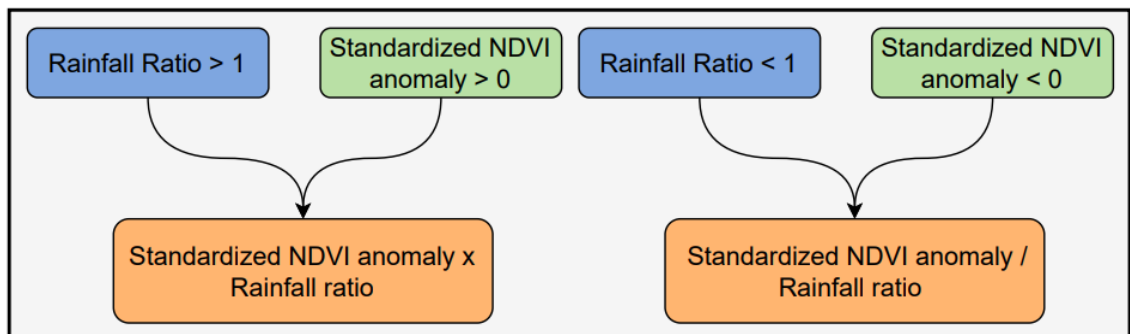 Rainfall Ratio > 1
Standardized NDVI
anomaly > 0
Rainfall Ratio < 1
Standardized NDVI
anomaly < 0
Standardized NDVI anomaly x
Rainfall ratio
Standardized NDVI anomaly /
Rainfall ratio